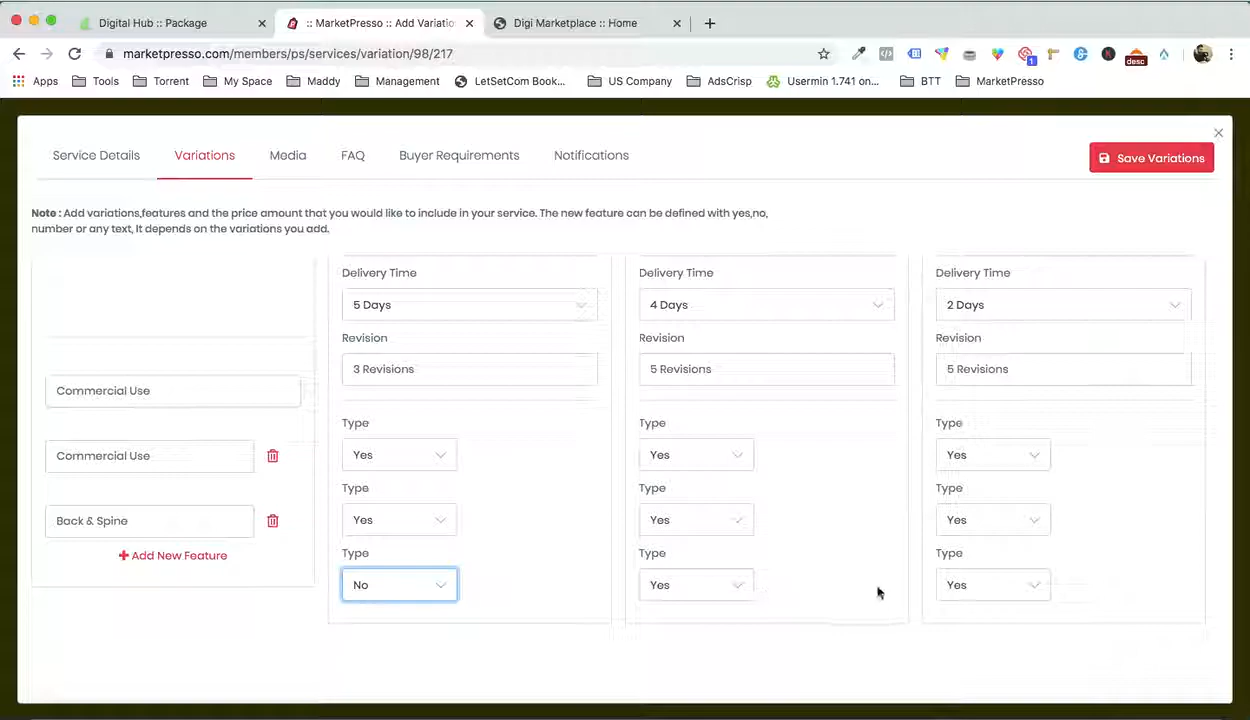 Digital Hub :: Package
:: MarketPresso :: Add Variatio
Digi Marketplace :: Home
marketpresso.com/members/ps/services/variation/98/217
1
desc
Apps
Tools
Torrent
My Space
Maddy
Management
LetSetCom Book...
US Company
AdsCrisp
Usermin 1.741 on...
BTT
MarketPresso
Service Details
Variations
Media
FAQ
Buyer Requirements
Notifications
Save Variations
Note : Add variations,features and the price amount that you would like to include in your service. The new feature can be defined with yes,no,
number or any text, It depends on the variations you add.
Commercial Use
Commercial Use
Back & Spine
Add New Feature
Delivery Time
5 Days
Revision
3 Revisions
Type
Yes
Type
Yes
Type
No
Delivery Time
4 Days
Revision
5 Revisions
Type
Yes
Type
Yes
Type
Yes
Delivery Time
2 Days
Revision
5 Revisions
Type
Yes
Type
Yes
Type
Yes